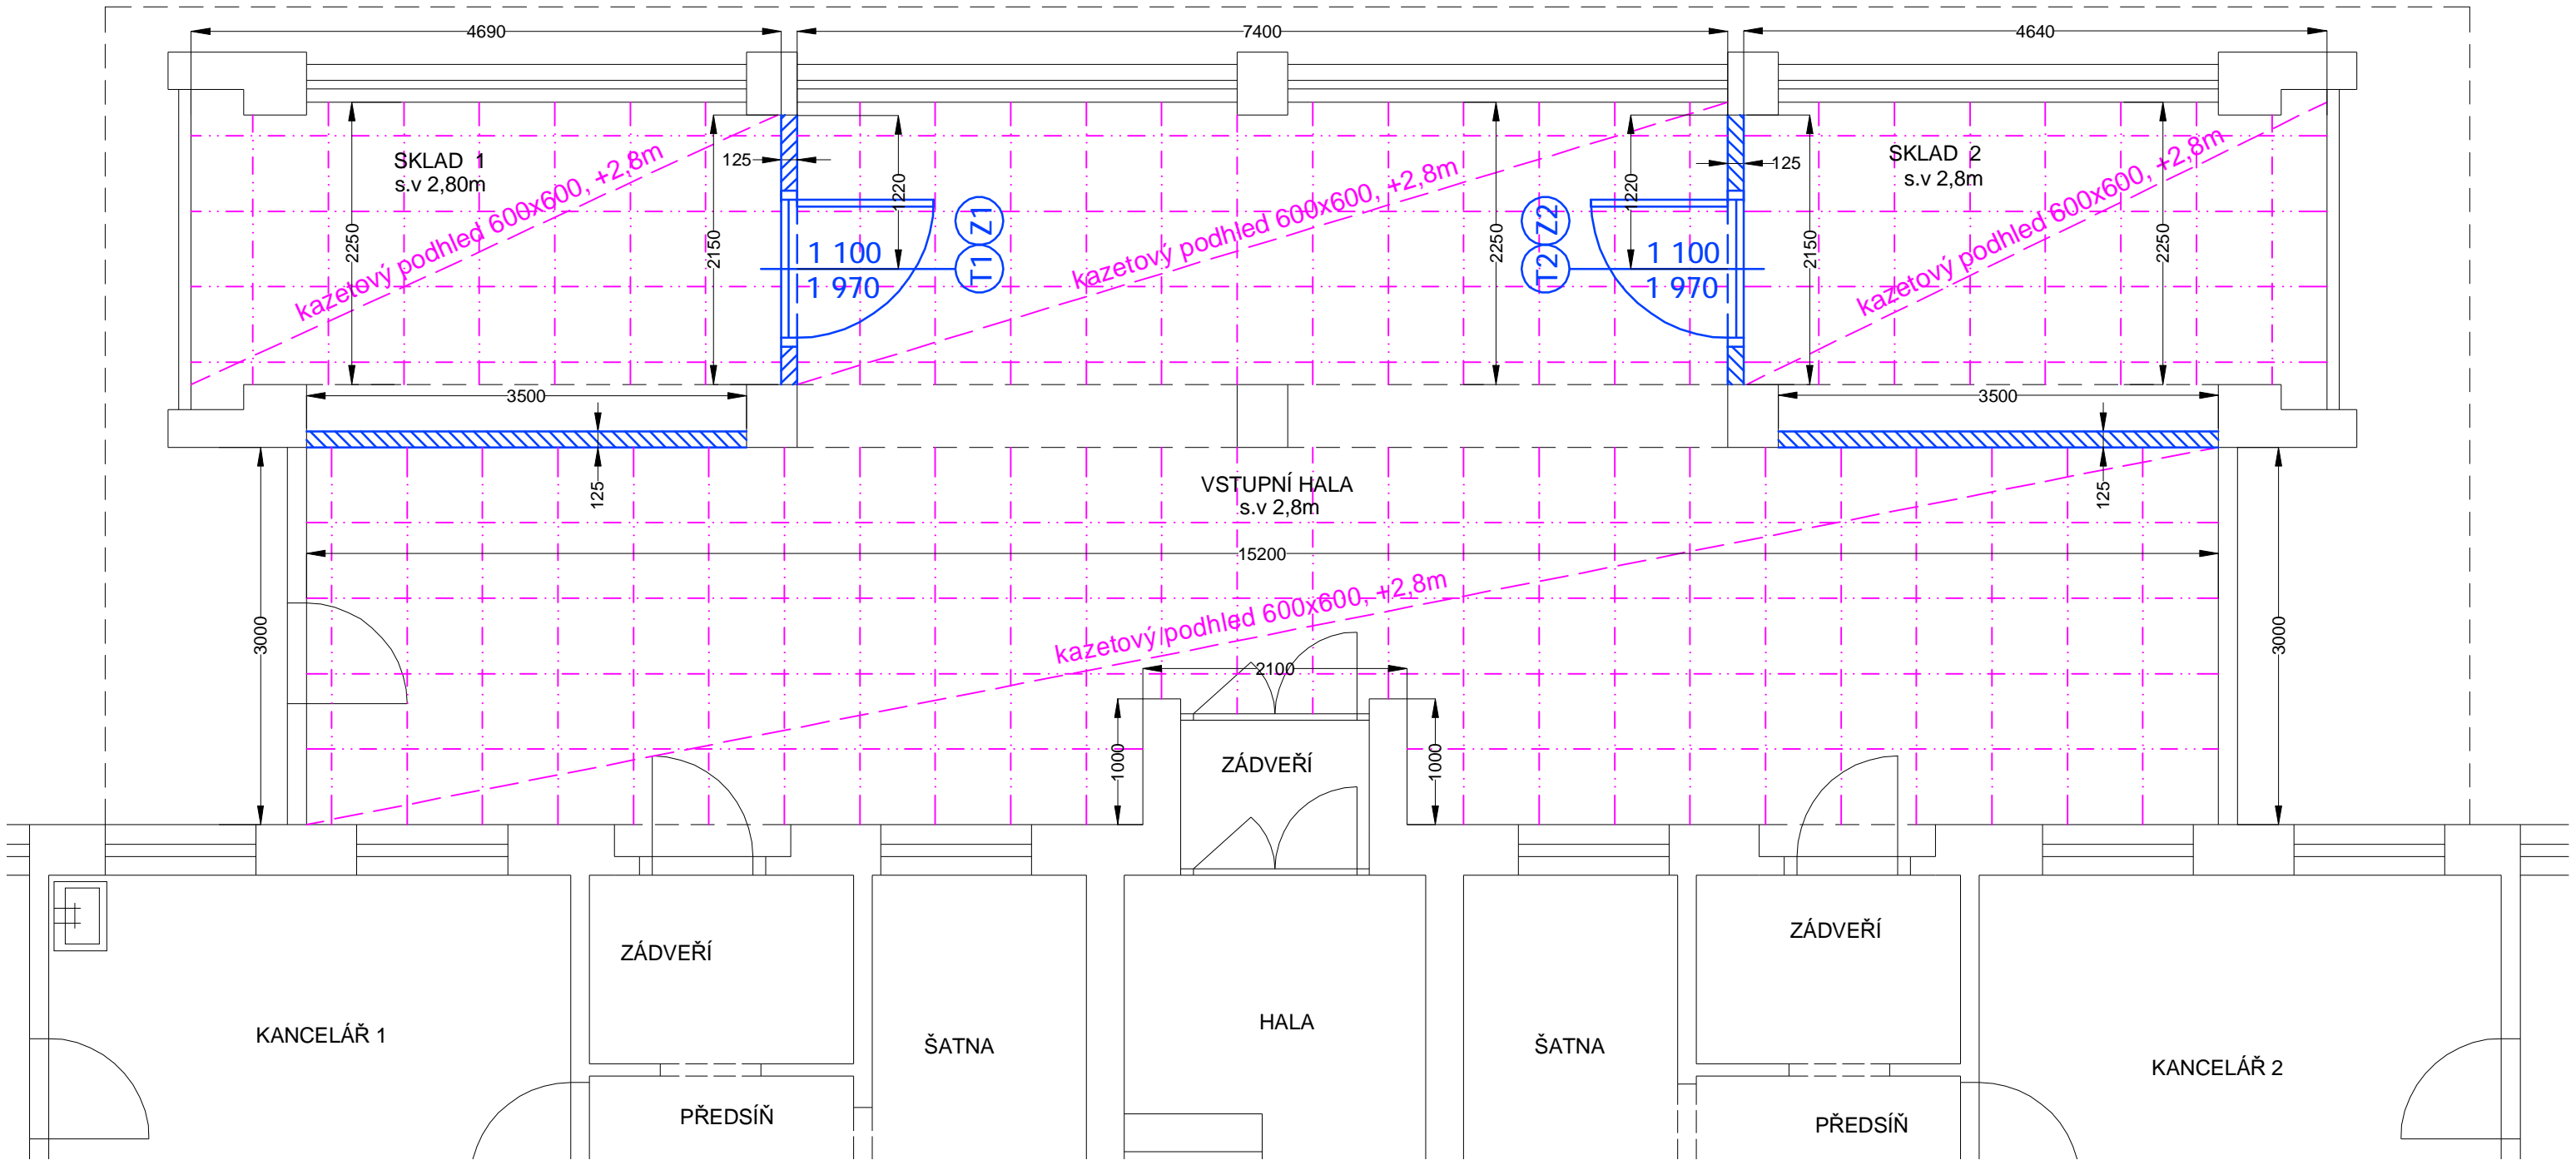 4690
7400
4640
SKLAD 1
s.v 2,80m
kazetový podhled 600x600, +2,8m
2250
2150
125
1220
1 100
1 970
T1
Z1
kazetový podhled 600x600, +2,8m
2250
T2
Z2
1220
1 100
1 970
125
2150
SKLAD 2
s.v 2,8m
kazetový podhled 600x600, +2,8m
2250
3500
3500
125
125
VSTUPNÍ HALA
s.v 2,8m
15200
kazetový podhled 600x600, +2,8m
3000
3000
2100
1000
1000
ZÁDVEŘÍ
ZÁDVEŘÍ
ZÁDVEŘÍ
KANCELÁŘ 1
ŠATNA
HALA
ŠATNA
KANCELÁŘ 2
PŘEDSÍŇ
PŘEDSÍŇ